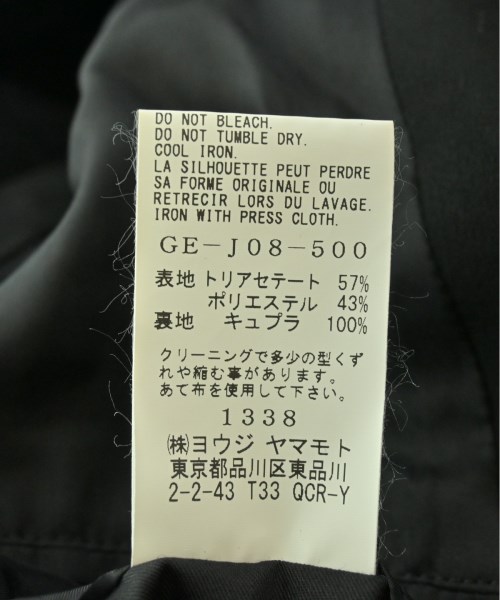 DO NOT BLEACH.
DO NOT TUMBLE DRY.
COOL IRON.
LA SILHOUETTE PEUT PERDRE
SA FORME ORIGINALE OU
RETRECIR LORS DU LAVAGE.
IRON WITH PRESS CLOTH.
GE-J08-500
表地 トリアセテート 57%
ポリエステル 43%
裏地 キュプラ 100%
クリーニングで多少の型くず
れや縮む事があります。
あて布を使用して下さい。
1338
㈱ヨウジ ヤマモト
東京都品川区東品川
2-2-43 T33 QCR-Y